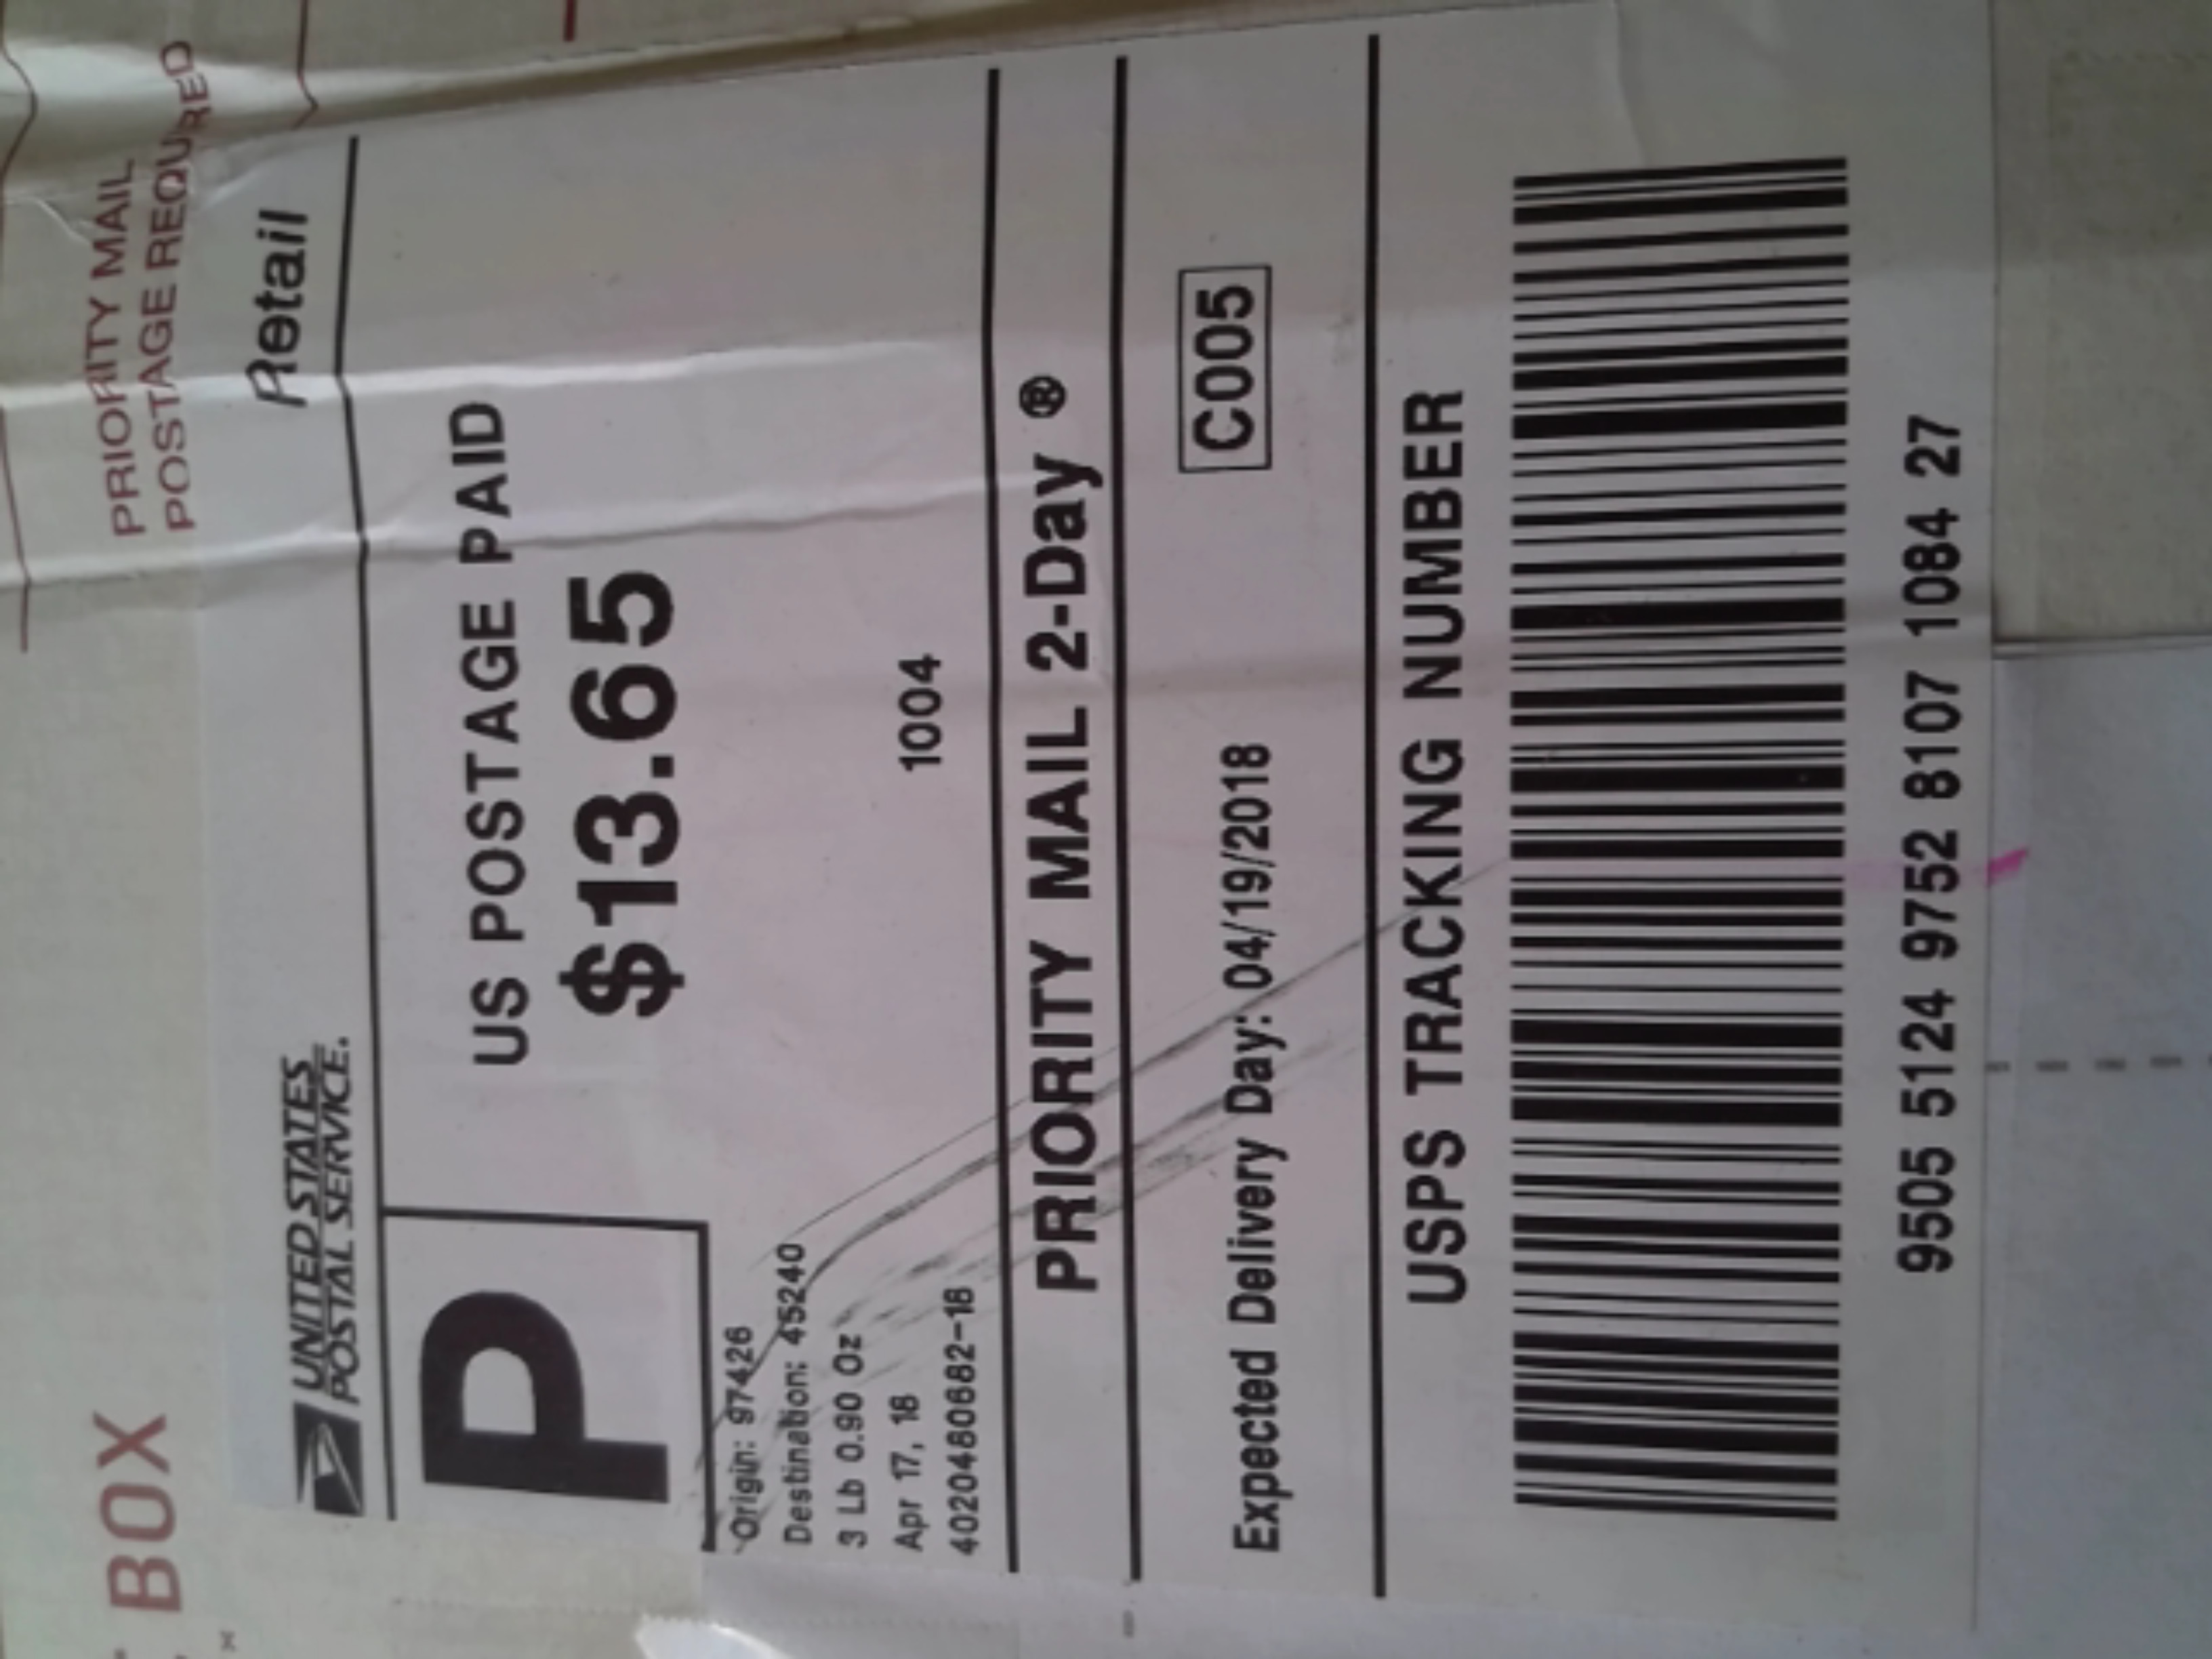 PRIORITY MAIL
POSTAGE REQUIRED
BOX
UNITED STATES
POSTAL SERVICE.
Retail
P
US POSTAGE PAID
$13.65
Origin: 97426
Destination: 45240
3 Lb 0.90 Oz
Apr 17, 18
4020480682-18
1004
PRIORITY MAIL 2-Day ®
Expected Delivery Day: 04/19/2018
C005
USPS TRACKING NUMBER
9505 5124 9752 8107 1084 27